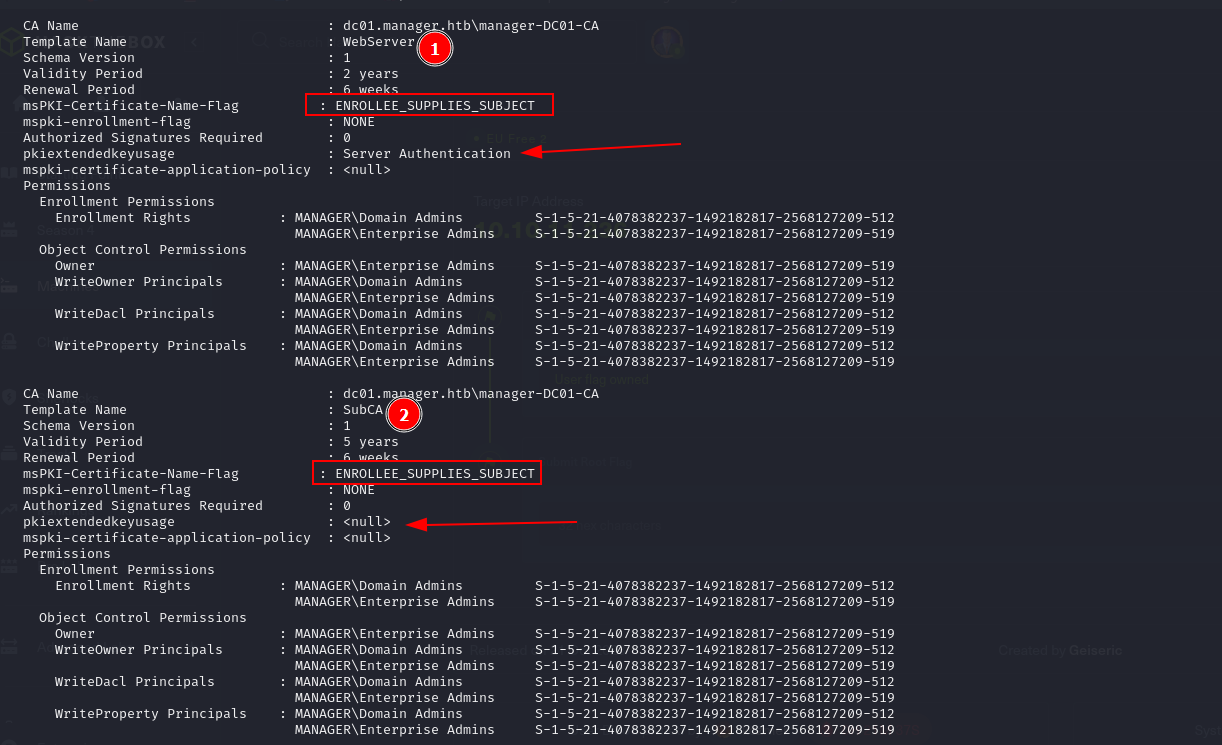 CA Name : dc01.manager.htb\manager-DC01-CA
Template Name : WebServer
1
Schema Version : 1
Validity Period : 2 years
Renewal Period : 6 weeks
msPKI-Certificate-Name-Flag : ENROLLEE_SUPPLIES_SUBJECT
mspki-enrollment-flag : NONE
Authorized Signatures Required : 0
pkiextendedkeyusage : Server Authentication
mspki-certificate-application-policy : <null>
Permissions
Enrollment Permissions
Enrollment Rights : MANAGER\Domain Admins S-1-5-21-4078382237-1492182817-2568127209-512
MANAGER\Enterprise Admins S-1-5-21-4078382237-1492182817-2568127209-519
Object Control Permissions
Owner : MANAGER\Enterprise Admins S-1-5-21-4078382237-1492182817-2568127209-519
WriteOwner Principals : MANAGER\Domain Admins S-1-5-21-4078382237-1492182817-2568127209-512
MANAGER\Enterprise Admins S-1-5-21-4078382237-1492182817-2568127209-519
WriteDacl Principals : MANAGER\Domain Admins S-1-5-21-4078382237-1492182817-2568127209-512
MANAGER\Enterprise Admins S-1-5-21-4078382237-1492182817-2568127209-519
WriteProperty Principals : MANAGER\Domain Admins S-1-5-21-4078382237-1492182817-2568127209-512
MANAGER\Enterprise Admins S-1-5-21-4078382237-1492182817-2568127209-519
CA Name : dc01.manager.htb\manager-DC01-CA
Template Name : SubCA
2
Schema Version : 1
Validity Period : 5 years
Renewal Period : 6 weeks
msPKI-Certificate-Name-Flag : ENROLLEE_SUPPLIES_SUBJECT
mspki-enrollment-flag : NONE
Authorized Signatures Required : 0
pkiextendedkeyusage : <null>
mspki-certificate-application-policy : <null>
Permissions
Enrollment Permissions
Enrollment Rights : MANAGER\Domain Admins S-1-5-21-4078382237-1492182817-2568127209-512
MANAGER\Enterprise Admins S-1-5-21-4078382237-1492182817-2568127209-519
Object Control Permissions
Owner : MANAGER\Enterprise Admins S-1-5-21-4078382237-1492182817-2568127209-519
WriteOwner Principals : MANAGER\Domain Admins S-1-5-21-4078382237-1492182817-2568127209-512
Created by Geiseric
MANAGER\Enterprise Admins S-1-5-21-4078382237-1492182817-2568127209-519
WriteDacl Principals : MANAGER\Domain Admins S-1-5-21-4078382237-1492182817-2568127209-512
MANAGER\Enterprise Admins S-1-5-21-4078382237-1492182817-2568127209-519
WriteProperty Principals : MANAGER\Domain Admins S-1-5-21-4078382237-1492182817-2568127209-512
MANAGER\Enterprise Admins S-1-5-21-4078382237-1492182817-2568127209-519